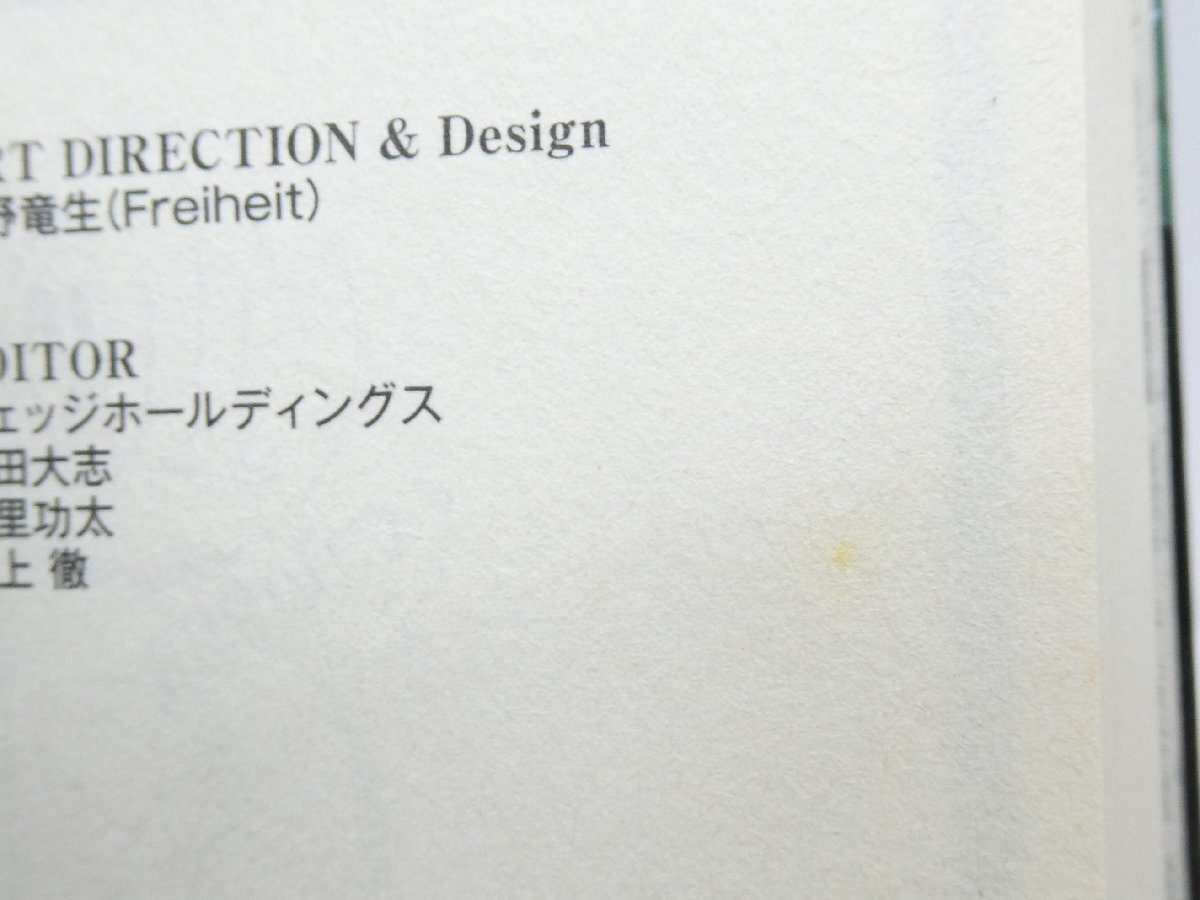 RT DIRECTION & Design
野竜生(Freiheit)
DITOR
ェッジホールディングス
田大志
里功太
上 徹